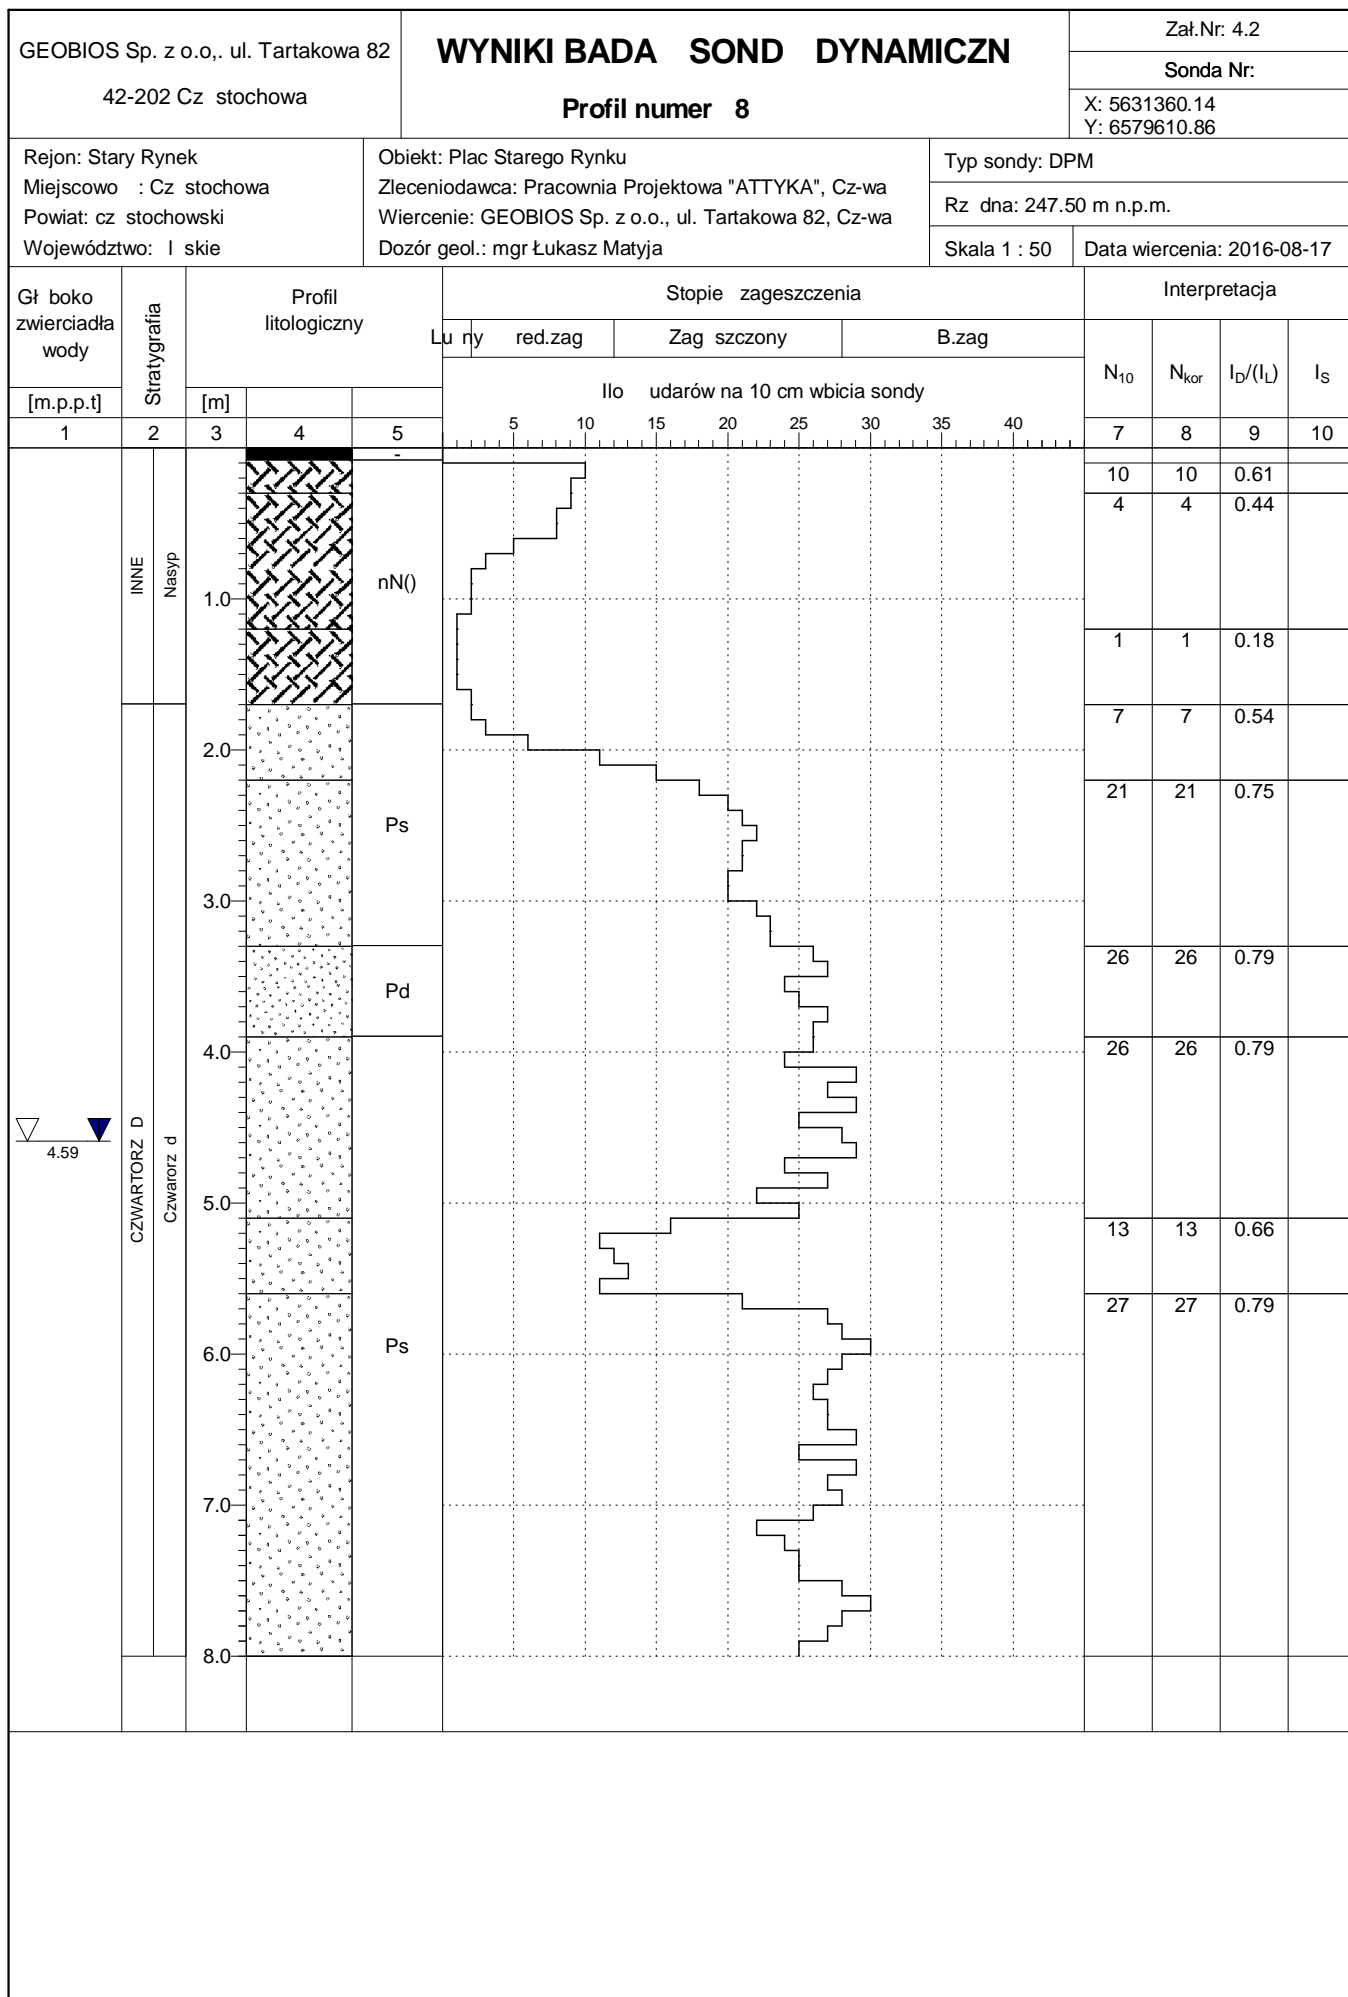 GEOBIOS Sp. z o.o,. ul. Tartakowa 82
42-202 Cz stochowa
WYNIKI BADA SOND DYNAMICZN
Profil numer 8
Zał.Nr: 4.2
Sonda Nr:
X: 5631360.14
Y: 6579610.86
Rejon: Stary Rynek
Miejscowo : Cz stochowa
Powiat: cz stochowski
Województwo: l skie
Obiekt: Plac Starego Rynku
Zleceniodawca: Pracownia Projektowa "ATTYKA", Cz-wa
Wiercenie: GEOBIOS Sp. z o.o., ul. Tartakowa 82, Cz-wa
Dozór geol.: mgr Łukasz Matyja
Typ sondy: DPM
Rz dna: 247.50 m n.p.m.
Skala 1 : 50
Data wiercenia: 2016-08-17
Gł boko
zwierciadła
wody
[m.p.p.t]
Stratygrafia
Profil
litologiczny
[m]
Stopie zageszczenia
Lu ny red.zag Zag szczony B.zag
Ilo udarów na 10 cm wbicia sondy
5 10 15 20 25 30 35 40
Interpretacja
N10 Nkor ID/(IL) IS
1 2 3 4 5 7 8 9 10
-
INNE
Nasyp
nN()
1.0
2.0
Ps
3.0
Pd
4.0
4.59
CZWARTORZ D
Czwarorz d
5.0
Ps
6.0
7.0
8.0
10 10 0.61
4 4 0.44
1 1 0.18
7 7 0.54
21 21 0.75
26 26 0.79
26 26 0.79
13 13 0.66
27 27 0.79